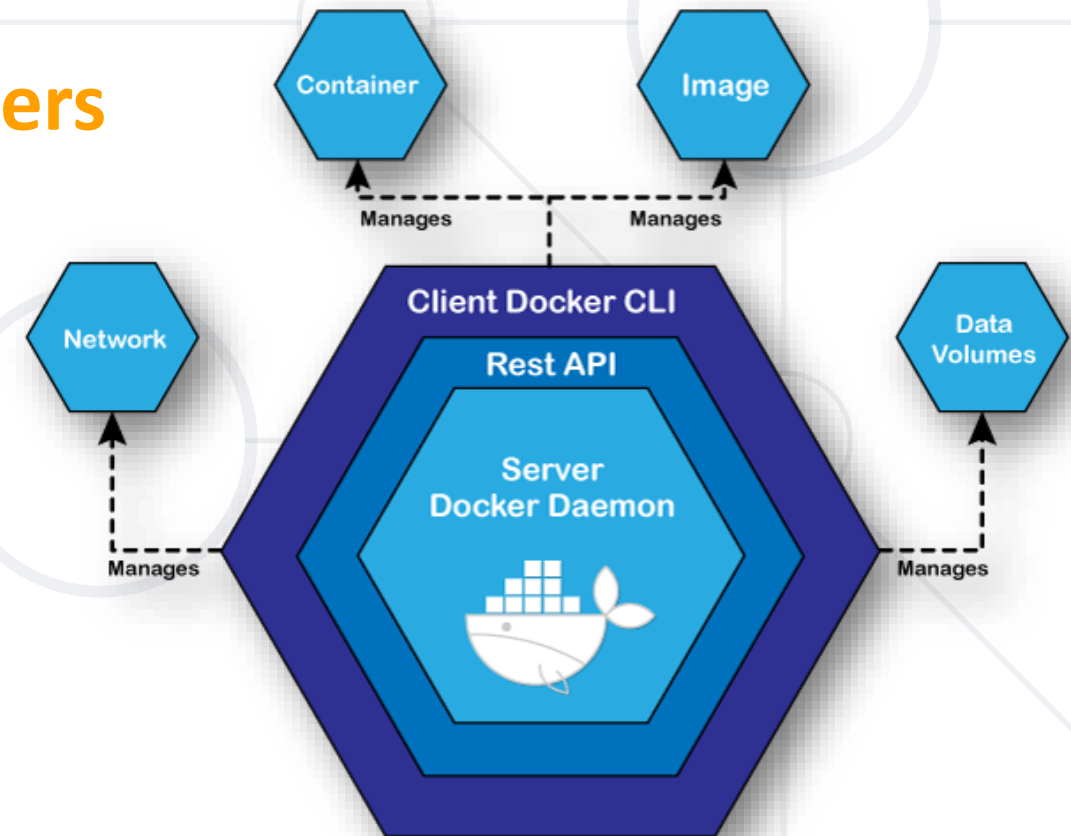 ers
Container
Image
Manages
Manages
Client Docker CLI
Network
Rest API
Data
Volumes
Server
Docker Daemon
Manages
Manages